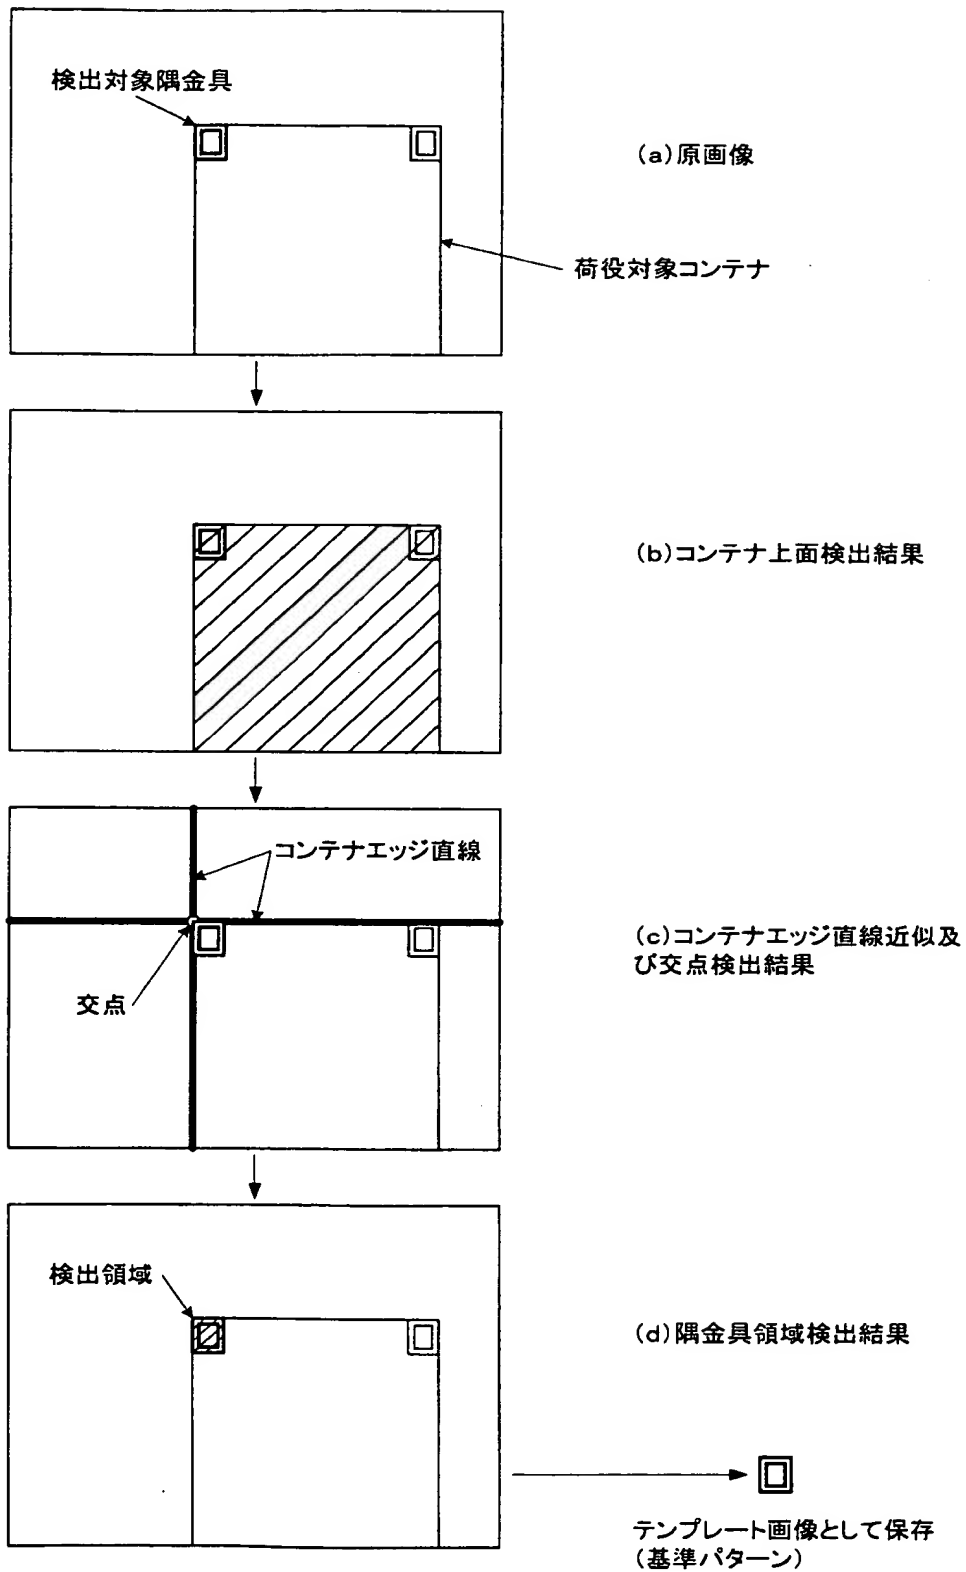 検出対象隅金具
(a)原画像
荷役対象コンテナ
(b)コンテナ上面検出結果
コンテナエッジ直線
(c)コンテナエッジ直線近似及
び交点検出結果
交点
検出領域
(d)隅金具領域検出結果
テンプレート画像として保存
(基準パターン)